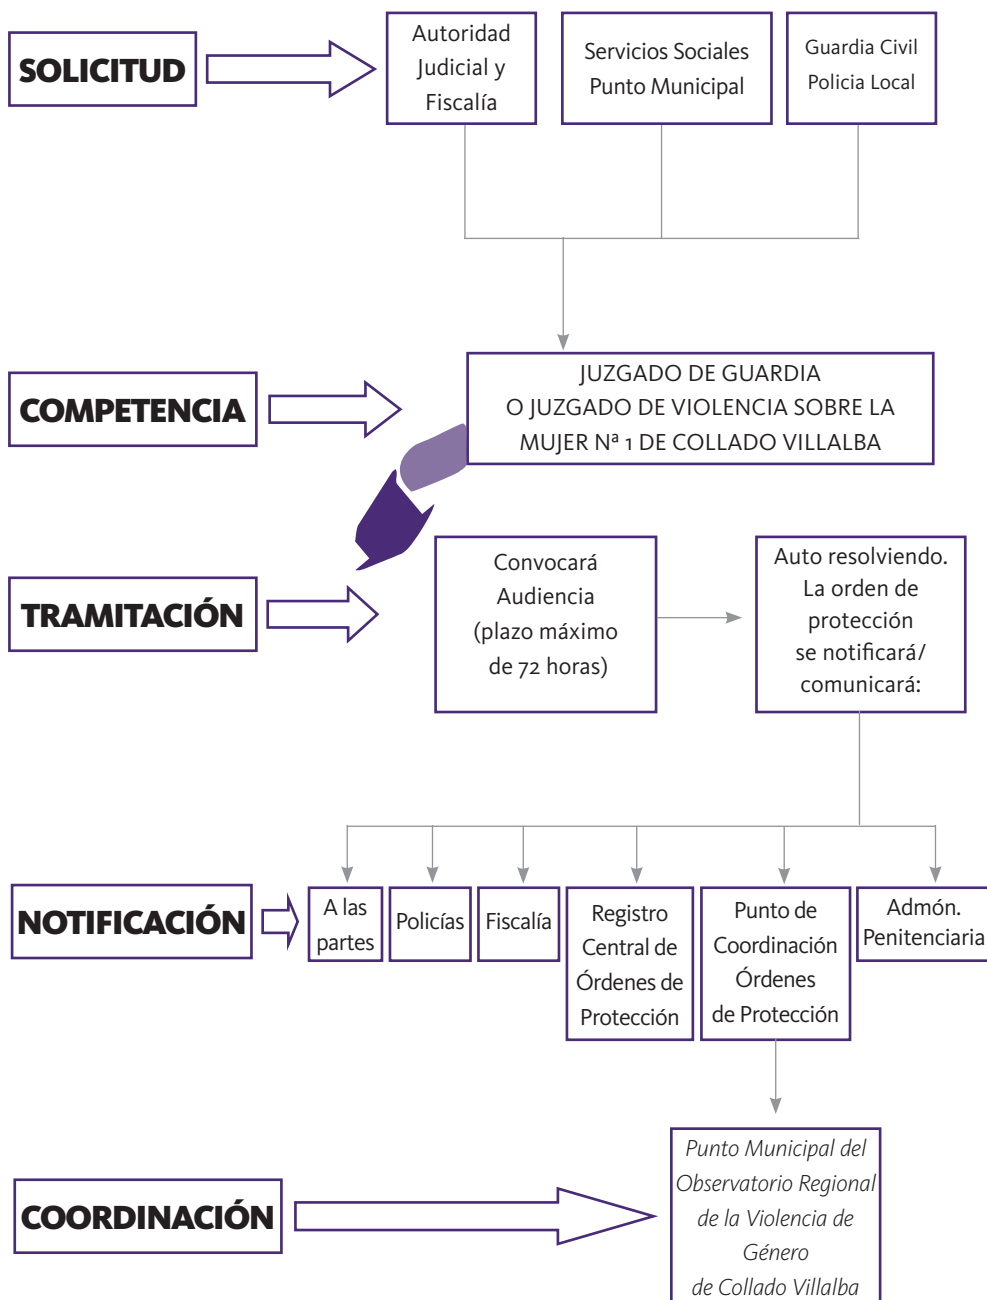 SOLICITUD
Autoridad
Judicial y
Fiscalía
Servicios Sociales
Punto Municipal
Guardia Civil
Policia Local
COMPETENCIA
JUZGADO DE GUARDIA
O JUZGADO DE VIOLENCIA SOBRE LA
MUJER Nª 1 DE COLLADO VILLALBA
TRAMITACIÓN
Convocará
Audiencia
(plazo máximo
de 72 horas)
Auto resolviendo.
La orden de
protección
se notificará/
comunicará:
NOTIFICACIÓN
A las
partes
Policías
Fiscalía
Registro
Central de
Órdenes de
Protección
Punto de
Coordinación
Órdenes
de Protección
Admón.
Penitenciaria
COORDINACIÓN
Punto Municipal del
Observatorio Regional
de la Violencia de
Género
de Collado Villalba